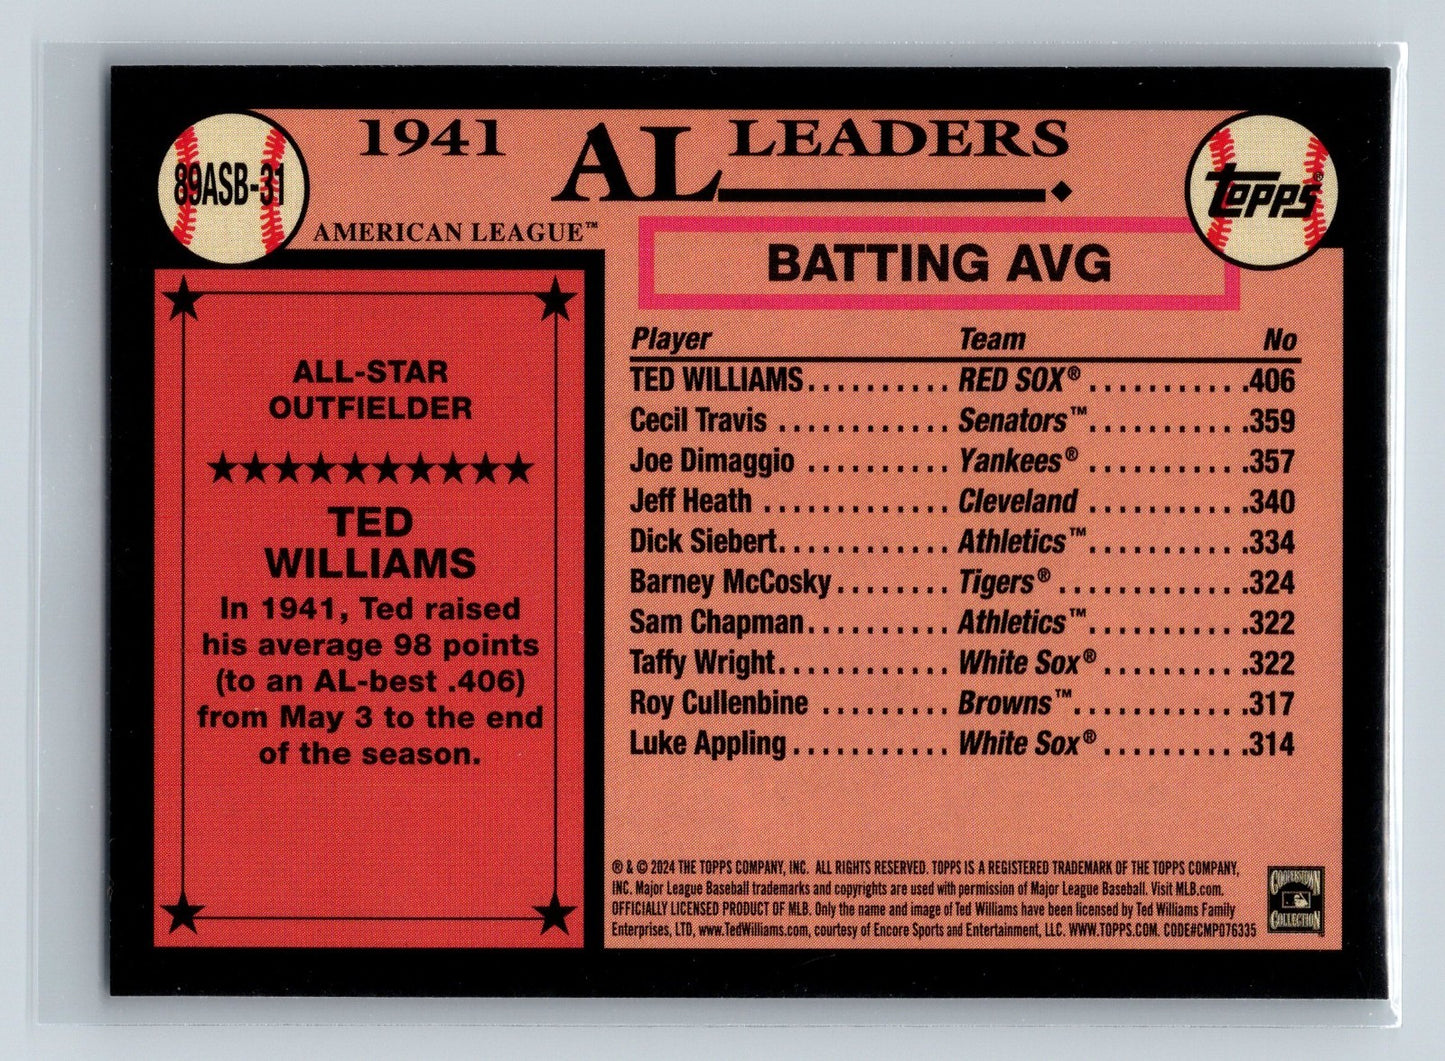 1941 AL LEADERS
89ASB-31
TOPPS®
AMERICAN LEAGUE™
BATTING AVG
ALL-STAR
OUTFIELDER
TED
WILLIAMS
In 1941, Ted raised
his average 98 points
(to an AL-best .406)
from May 3 to the end
of the season.
Player Team No
TED WILLIAMS.......... RED SOX® ...........406
Cecil Travis ............ Senators™...........359
Joe Dimaggio .......... Yankees® ...........357
Jeff Heath ............. Cleveland ...........340
Dick Siebert............ Athletics™...........334
Barney McCosky........ Tigers® .............324
Sam Chapman.......... Athletics™...........322
Taffy Wright............ White Sox® ..........322
Roy Cullenbine ......... Browns™............317
Luke Appling........... White Sox® ..........314
® & © 2024 THE TOPPS COMPANY, INC. ALL RIGHTS RESERVED. TOPPS IS A REGISTERED TRADEMARK OF THE TOPPS COMPANY,
INC. Major League Baseball trademarks and copyrights are used with permission of Major League Baseball. Visit MLB.com.
OFFICIALLY LICENSED PRODUCT OF MLB. Only the name and image of Ted Williams have been licensed by Ted Williams Family
Enterprises, LTD, www.TedWilliams.com, courtesy of Encore Sports and Entertainment, LLC. WWW.TOPPS.COM. CODE#CMP076335
COOPERSTOWN
COLLECTION